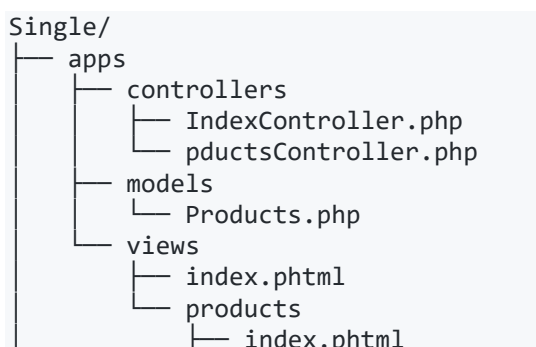 Single/
├── apps
│   ├── controllers
│   │   ├── IndexController.php
│   │   └── pductsController.php
│   ├── models
│   │   └── Products.php
│   └── views
│       ├── index.phtml
│       └── products
│           ├── index.phtml